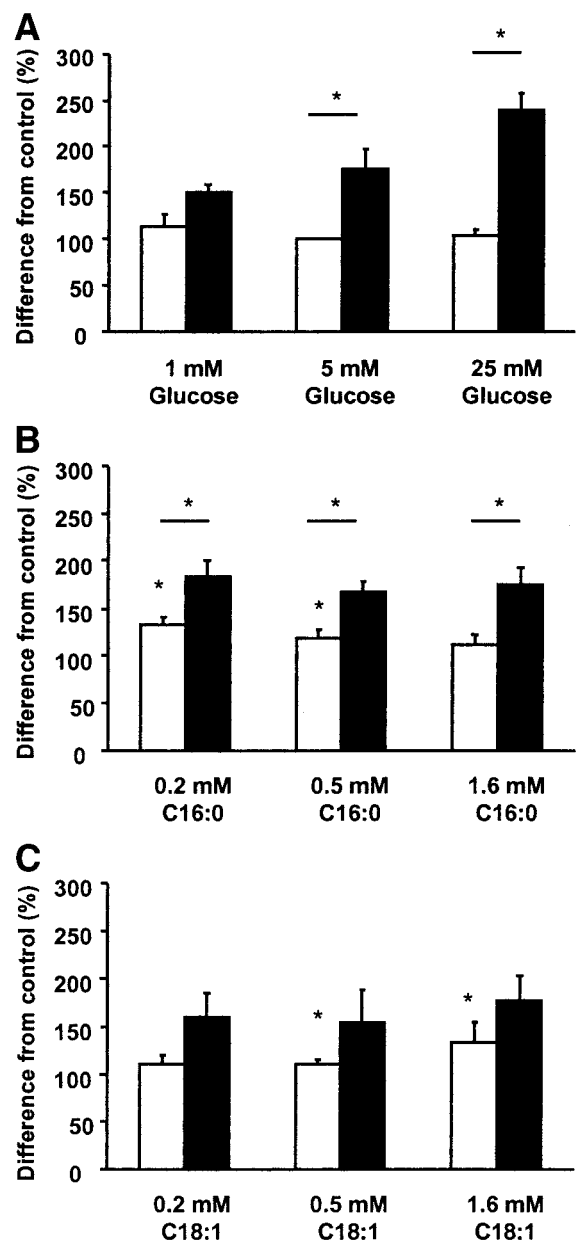 A
Difference from control (%)
300
250
200
150
100
50
0
*
*
1 mM
Glucose
5 mM
Glucose
25 mM
Glucose
B
Difference from control (%)
300
250
200
150
100
50
0
*
*
*
*
*
0.2 mM
C16:0
0.5 mM
C16:0
1.6 mM
C16:0
C
Difference from control (%)
300
250
200
150
100
50
0
*
*
0.2 mM
C18:1
0.5 mM
C18:1
1.6 mM
C18:1